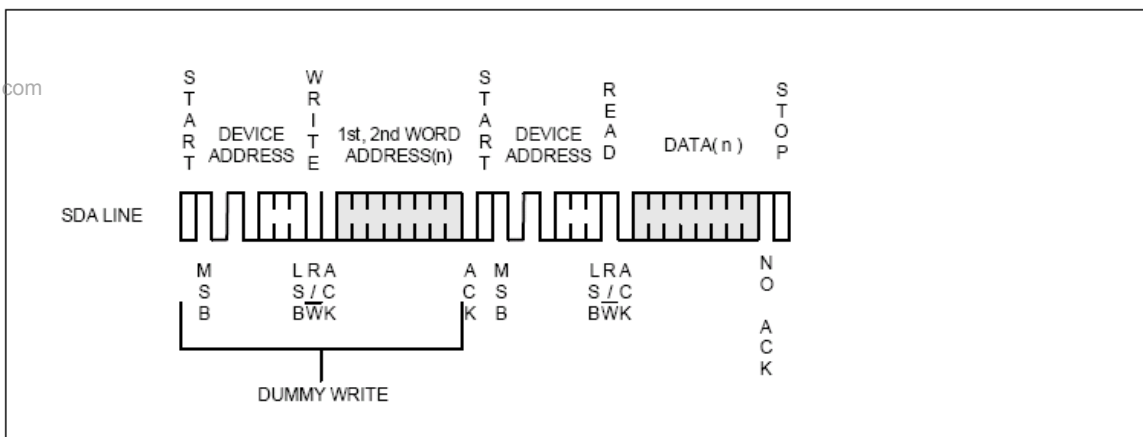 com
START
DEVICE
ADDRESS
WRITE
1st, 2nd WORD
ADDRESS(n)
START
DEVICE
ADDRESS
READ
DATA( n )
STOP
SDA LINE
MSB
LSB
R/W
ACK
ACK
MSB
LSB
R/W
ACK
NO ACK
DUMMY WRITE